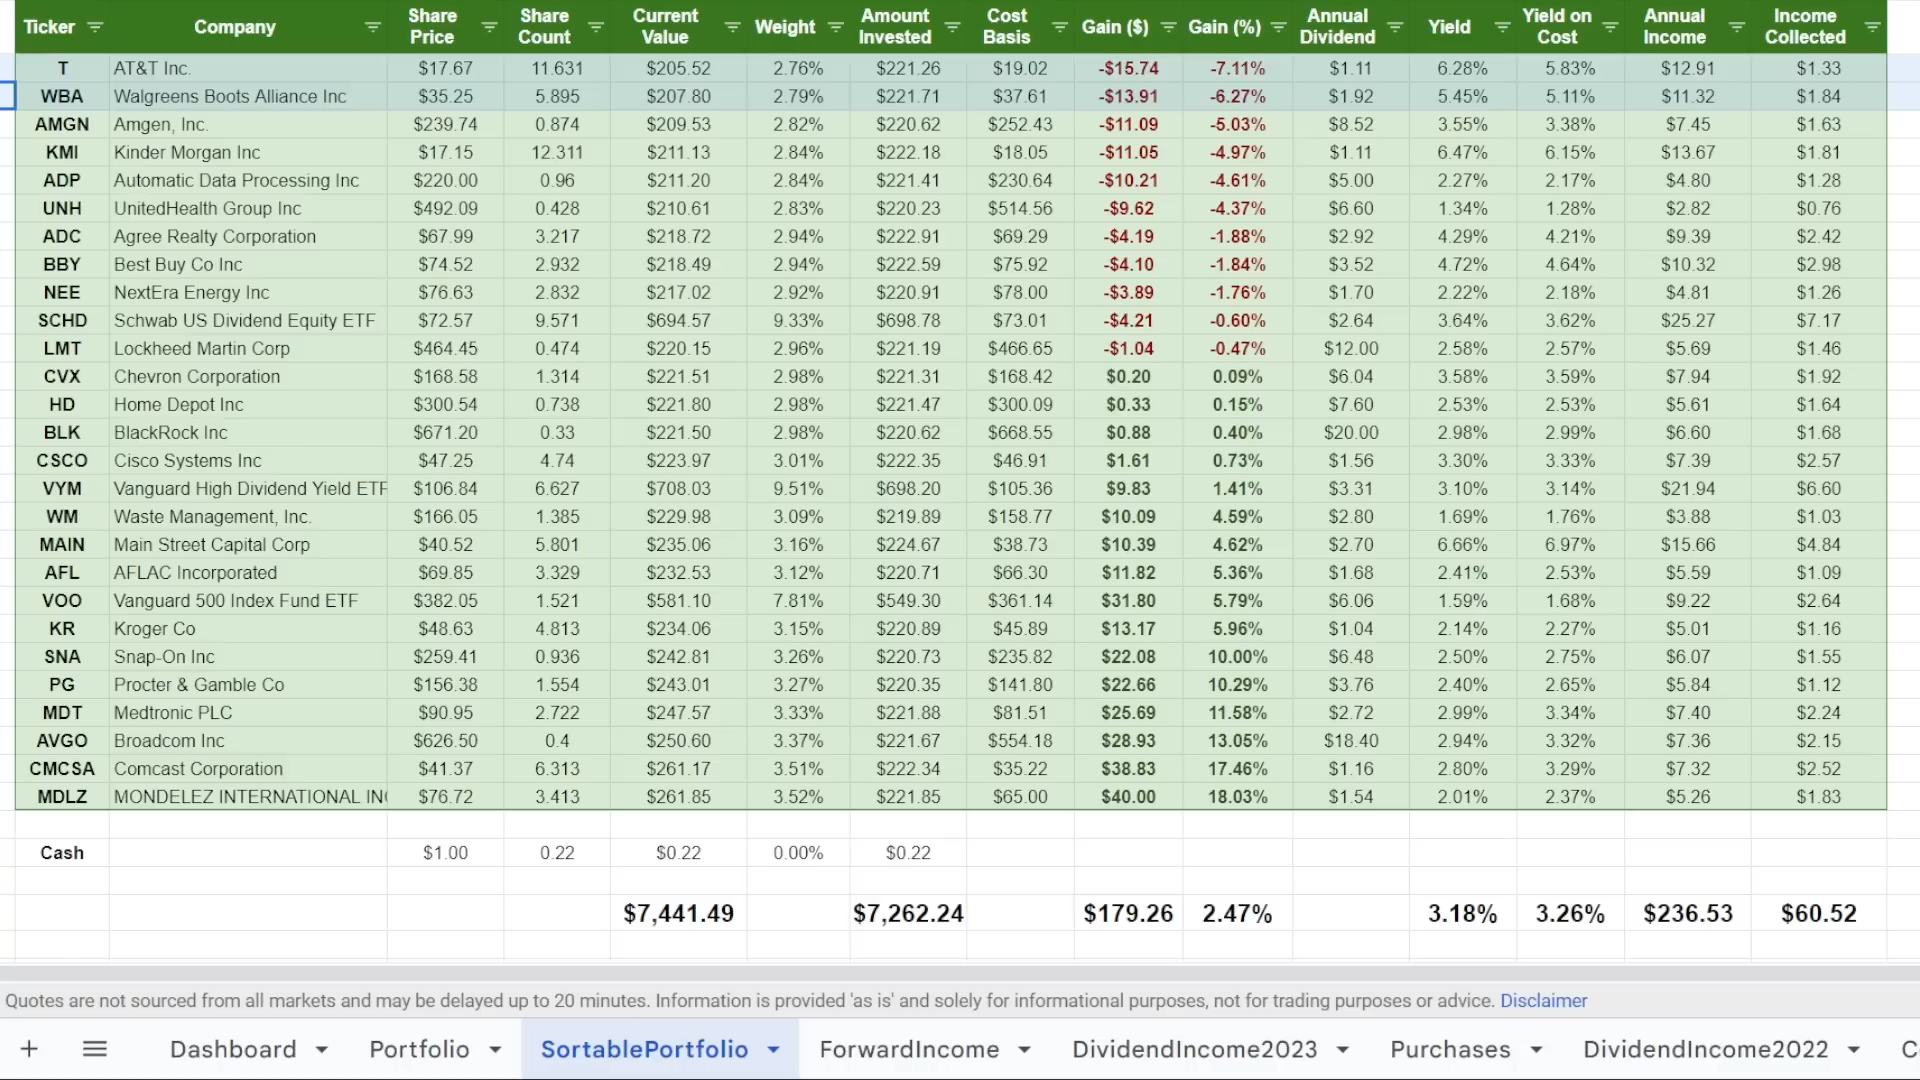 Ticker Company Share Price Share Count Current Value Weight Amount Invested Cost Basis Gain ($) Gain (%) Annual Dividend Yield Yield on Cost Annual Income Income Collected
T AT&T Inc. $17.67 11.631 $205.52 2.76% $221.26 $19.02 -$15.74 -7.11% $1.11 6.28% 5.83% $12.91 $1.33
WBA Walgreens Boots Alliance Inc $35.25 5.895 $207.80 2.79% $221.71 $37.61 -$13.91 -6.27% $1.92 5.45% 5.11% $11.32 $1.84
AMGN Amgen, Inc. $239.74 0.874 $209.53 2.82% $220.62 $252.43 -$11.09 -5.03% $8.52 3.55% 3.38% $7.45 $1.63
KMI Kinder Morgan Inc $17.15 12.311 $211.13 2.84% $222.18 $18.05 -$11.05 -4.97% $1.11 6.47% 6.15% $13.67 $1.81
ADP Automatic Data Processing Inc $220.00 0.96 $211.20 2.84% $221.41 $230.64 -$10.21 -4.61% $5.00 2.27% 2.17% $4.80 $1.28
UNH UnitedHealth Group Inc $492.09 0.428 $210.61 2.83% $220.23 $514.56 -$9.62 -4.37% $6.60 1.34% 1.28% $2.82 $0.76
ADC Agree Realty Corporation $67.99 3.217 $218.72 2.94% $222.91 $69.29 -$4.19 -1.88% $2.92 4.29% 4.21% $9.39 $2.42
BBY Best Buy Co Inc $74.52 2.932 $218.49 2.94% $222.59 $75.92 -$4.10 -1.84% $3.52 4.72% 4.64% $10.32 $2.98
NEE NextEra Energy Inc $76.63 2.832 $217.02 2.92% $220.91 $78.00 -$3.89 -1.76% $1.70 2.22% 2.18% $4.81 $1.26
SCHD Schwab US Dividend Equity ETF $72.57 9.571 $694.57 9.33% $698.78 $73.01 -$4.21 -0.60% $2.64 3.64% 3.62% $25.27 $7.17
LMT Lockheed Martin Corp $464.45 0.474 $220.15 2.96% $221.19 $466.65 -$1.04 -0.47% $12.00 2.58% 2.57% $5.69 $1.46
CVX Chevron Corporation $168.58 1.314 $221.51 2.98% $221.31 $168.42 $0.20 0.09% $6.04 3.58% 3.59% $7.94 $1.92
HD Home Depot Inc $300.54 0.738 $221.80 2.98% $221.47 $300.09 $0.33 0.15% $7.60 2.53% 2.53% $5.61 $1.64
BLK BlackRock Inc $671.20 0.33 $221.50 2.98% $220.62 $668.55 $0.88 0.40% $20.00 2.98% 2.99% $6.60 $1.68
CSCO Cisco Systems Inc $47.25 4.74 $223.97 3.01% $222.35 $46.91 $1.61 0.73% $1.56 3.30% 3.33% $7.39 $2.57
VYM Vanguard High Dividend Yield ETF $106.84 6.627 $708.03 9.51% $698.20 $105.36 $9.83 1.41% $3.31 3.10% 3.14% $21.94 $6.60
WM Waste Management, Inc. $166.05 1.385 $229.98 3.09% $219.89 $158.77 $10.09 4.59% $2.80 1.69% 1.76% $3.88 $1.03
MAIN Main Street Capital Corp $40.52 5.801 $235.06 3.16% $224.67 $38.73 $10.39 4.62% $2.70 6.66% 6.97% $15.66 $4.84
AFL AFLAC Incorporated $69.85 3.329 $232.53 3.12% $220.71 $66.30 $11.82 5.36% $1.68 2.41% 2.53% $5.59 $1.09
VOO Vanguard 500 Index Fund ETF $382.05 1.521 $581.10 7.81% $549.30 $361.14 $31.80 5.79% $6.06 1.59% 1.68% $9.22 $2.64
KR Kroger Co $48.63 4.813 $234.06 3.15% $220.89 $45.89 $13.17 5.96% $1.04 2.14% 2.27% $5.01 $1.16
SNA Snap-On Inc $259.41 0.936 $242.81 3.26% $220.73 $235.82 $22.08 10.00% $6.48 2.50% 2.75% $6.07 $1.55
PG Procter & Gamble Co $156.38 1.554 $243.01 3.27% $220.35 $141.80 $22.66 10.29% $3.76 2.40% 2.65% $5.84 $1.12
MDT Medtronic PLC $90.95 2.722 $247.57 3.33% $221.88 $81.51 $25.69 11.58% $2.72 2.99% 3.34% $7.40 $2.24
AVGO Broadcom Inc $626.50 0.4 $250.60 3.37% $221.67 $554.18 $28.93 13.05% $18.40 2.94% 3.32% $7.36 $2.15
CMCSA Comcast Corporation $41.37 6.313 $261.17 3.51% $222.34 $35.22 $38.83 17.46% $1.16 2.80% 3.29% $7.32 $2.52
MDLZ MONDELEZ INTERNATIONAL $76.72 3.413 $261.85 3.52% $221.85 $65.00 $40.00 18.03% $1.54 2.01% 2.37% $5.26 $1.83
Cash $1.00 0.22 $0.22 0.00% $0.22
$7,441.49 $7,262.24 $179.26 2.47% 3.18% 3.26% $236.53 $60.52
Quotes are not sourced from all markets and may be delayed up to 20 minutes. Information is provided 'as is' and solely for informational purposes, not for trading purposes or advice. Disclaimer
Dashboard Portfolio SortablePortfolio ForwardIncome DividendIncome2023 Purchases DividendIncome2022